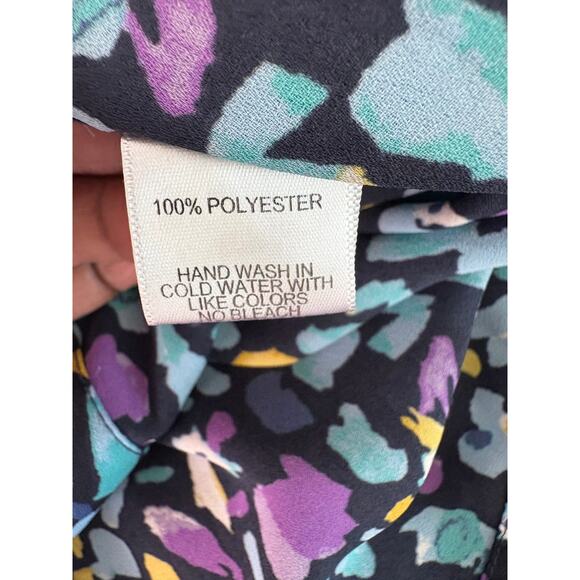 100% POLYESTER
HAND WASH IN
COLD WATER WITH
LIKE COLORS
NO BLEACH